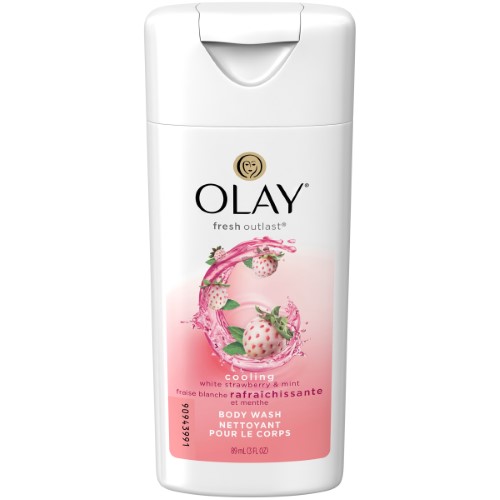 OLAY®
fresh outlast®
cooling
white strawberry & mint
fraise blanche rafraîchissante
et menthe
BODY WASH
NETTOYANT
POUR LE CORPS
89 mL (3 FL OZ)
90943991